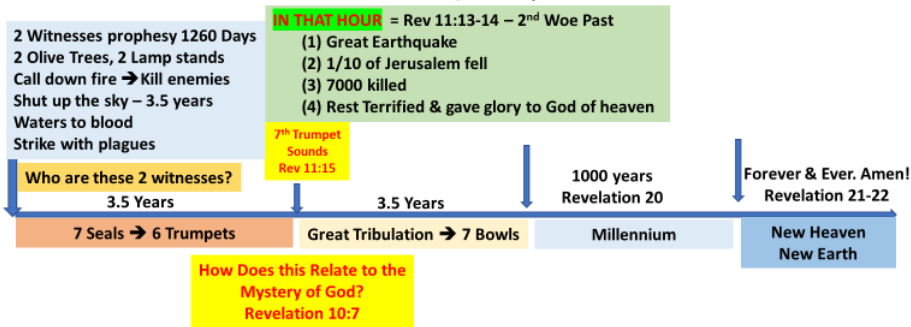 2 Witnesses prophesy 1260 Days
2 Olive Trees, 2 Lamp stands
Call down fire ➔ Kill enemies
Shut up the sky – 3.5 years
Waters to blood
Strike with plagues
IN THAT HOUR = Rev 11:13-14 – 2nd Woe Past
(1) Great Earthquake
(2) 1/10 of Jerusalem fell
(3) 7000 killed
(4) Rest Terrified & gave glory to God of heaven
7th Trumpet
Sounds
Rev 11:15
Who are these 2 witnesses?
3.5 Years
3.5 Years
1000 years
Revelation 20
Forever & Ever. Amen!
Revelation 21-22
7 Seals ➔ 6 Trumpets
Great Tribulation ➔ 7 Bowls
Millennium
New Heaven
New Earth
How Does this Relate to the
Mystery of God?
Revelation 10:7